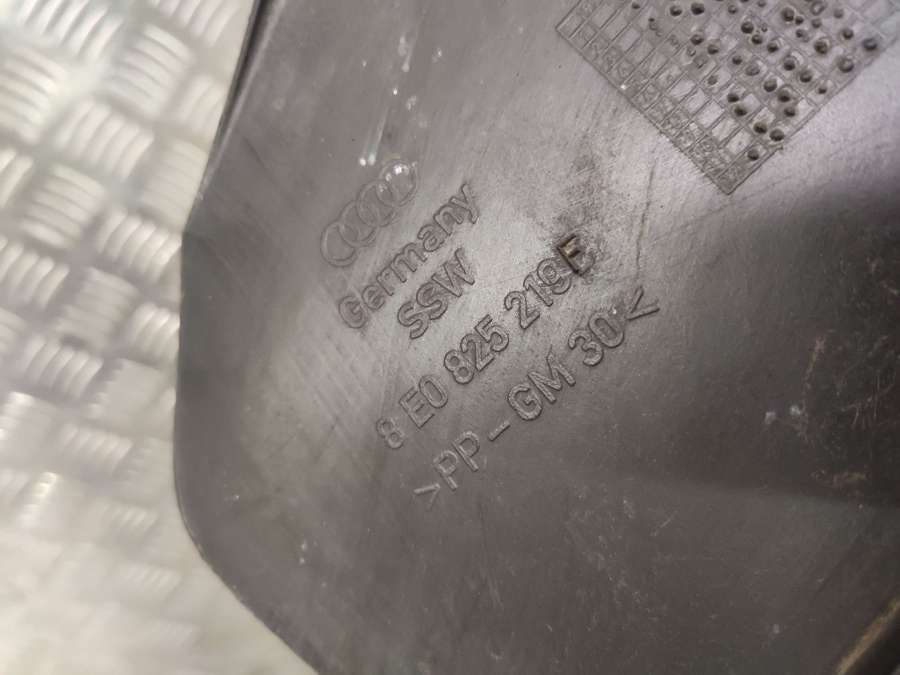 Germany
SSW
8 E0 825 219 E
>PP-GM 30<